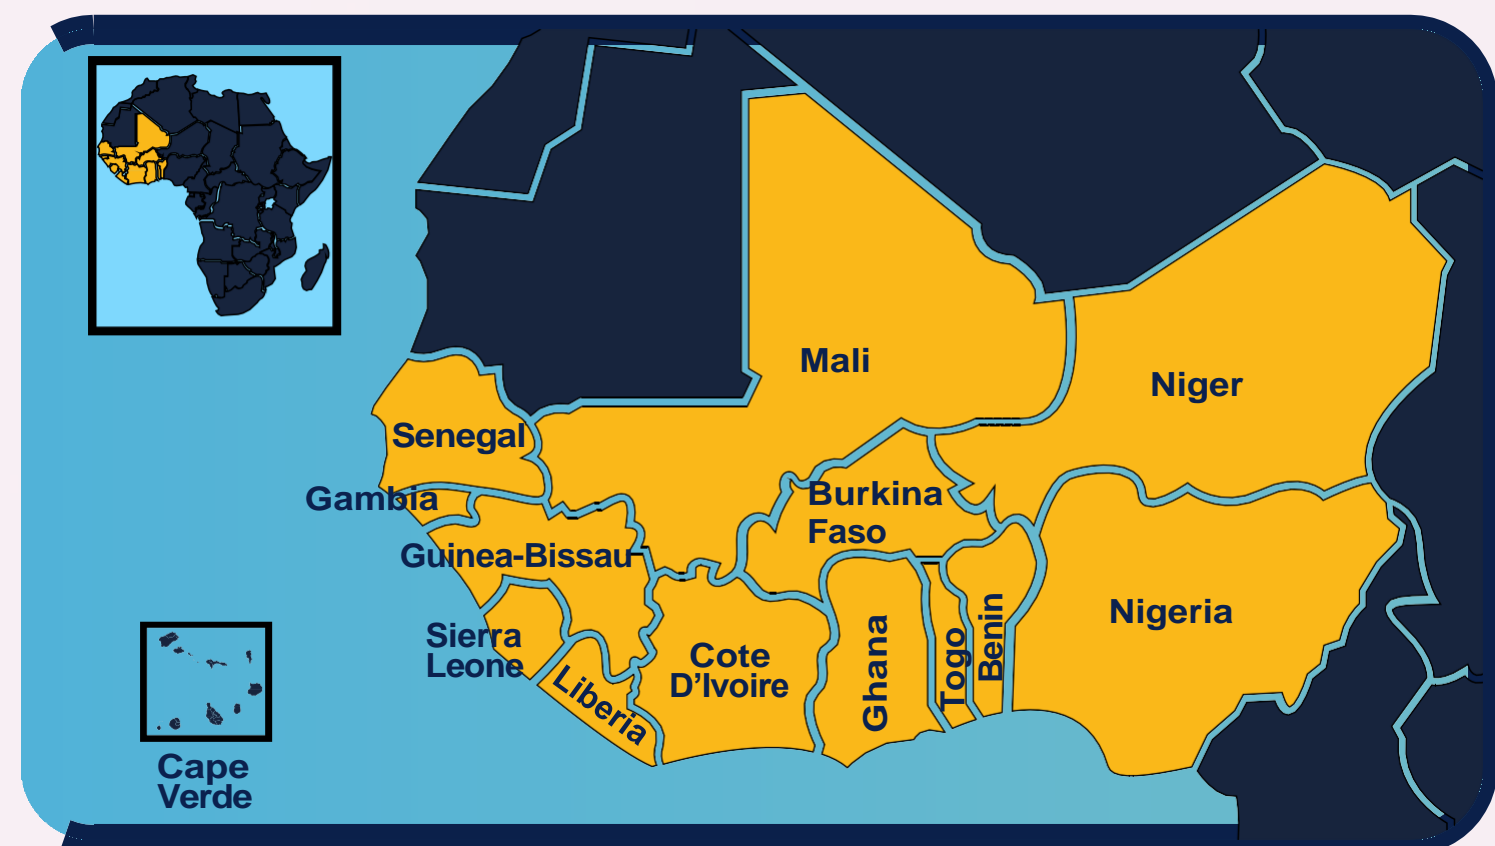 Mali
Niger
Senegal
Gambia
Burkina
Faso
Guinea-Bissau
Nigeria
Sierra
Leone
Cote
D’Ivoire
Liberia
Ghana
Togo
Benin
Cape
Verde